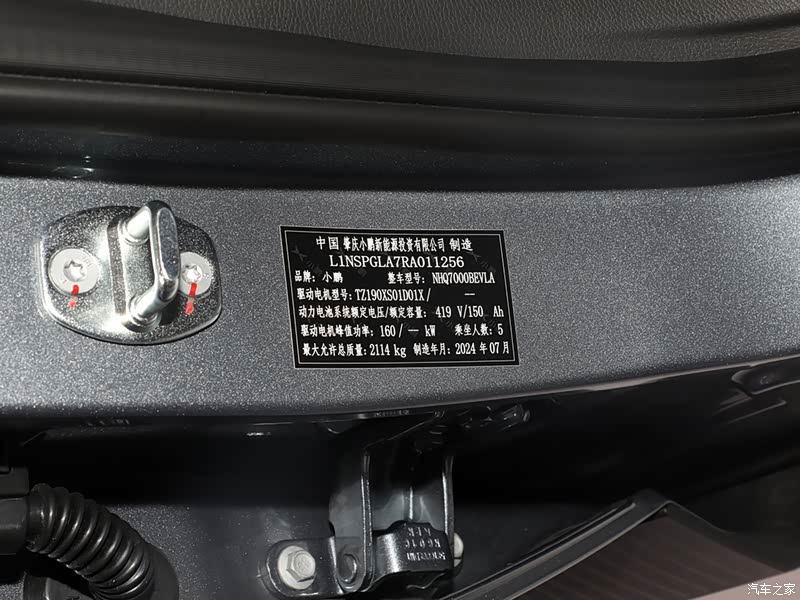 中国 肇庆小鹏新能源投资有限公司 制造
L1NSPGLA7RA011256
品牌：小鹏 整车型号：NHQ7000BEVLA
驱动电机型号：TZ190XS01D01X/ —
动力电池系统额定电压/额定容量：419 V/150 Ah
驱动电机峰值功率：160/— kW 乘坐人数：5
最大允许总质量：2114 kg 制造年月：2024 年 07 月
汽车之家